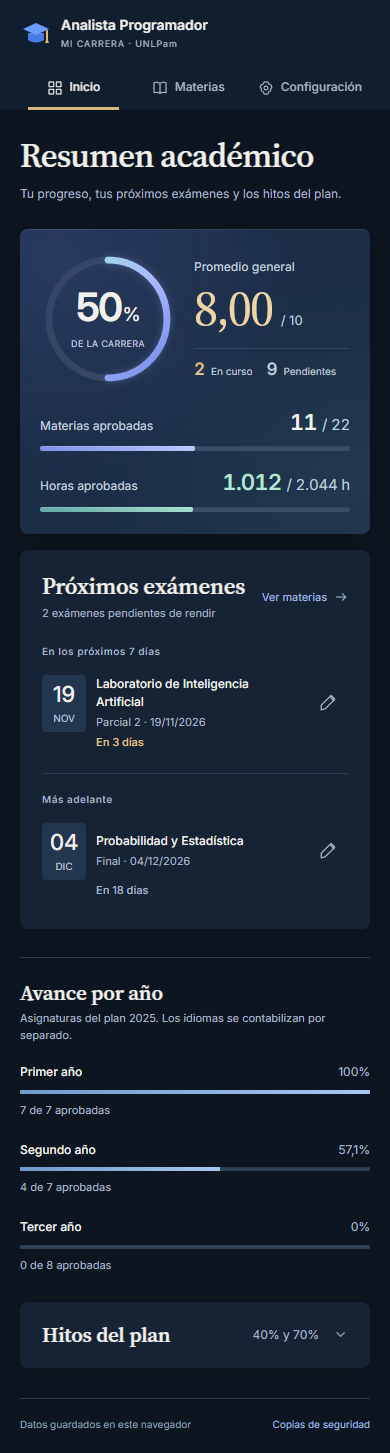 Analista Programador
MI CARRERA · UNLPam
Inicio
Materias
Configuración
Resumen académico
Tu progreso, tus próximos exámenes y los hitos del plan.
50%
DE LA CARRERA
Promedio general
8,00 / 10
2 En curso 9 Pendientes
Materias aprobadas 11 / 22
Horas aprobadas 1.012 / 2.044 h
Próximos exámenes
Ver materias →
2 exámenes pendientes de rendir
En los próximos 7 días
19
NOV
Laboratorio de Inteligencia
Artificial
Parcial 2 · 19/11/2026
En 3 días
Más adelante
04
DIC
Probabilidad y Estadística
Final · 04/12/2026
En 18 días
Avance por año
Asignaturas del plan 2025. Los idiomas se contabilizan por
separado.
Primer año 100%
7 de 7 aprobadas
Segundo año 57,1%
4 de 7 aprobadas
Tercer año 0%
0 de 8 aprobadas
Hitos del plan 40% y 70%
Datos guardados en este navegador Copias de seguridad